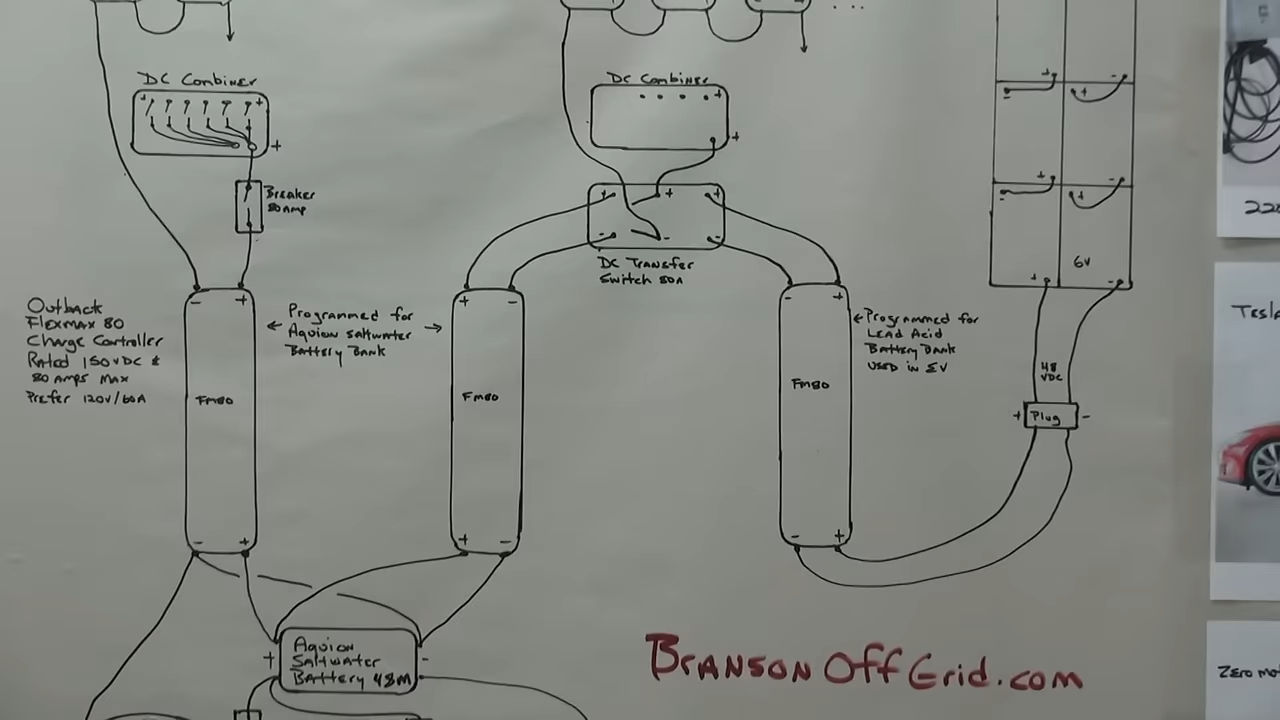 DC Combiner
+ +
+
Breaker
80 AMP
- +
Outback
FlexMax 80
Charge Controller
Rated 150VDC &
80 AMPS MAX
Prefer 120V/60A
FM80
- +
← Programmed for →
Aquion Saltwater
Battery Bank
DC Combiner
+
+
+ + +
- - -
DC Transfer
Switch 80A
+ -
FM80
+ -
- +
FM80
- +
← Programmed for
Lead Acid
Battery Bank
USED in EV
+ -
- +
+ -
- +
6V
+ -
48
VDC
+ Plug -
Aquion
+ Saltwater -
Battery 48M
BransonOffGrid.com
220
Tesla
Zero Mo